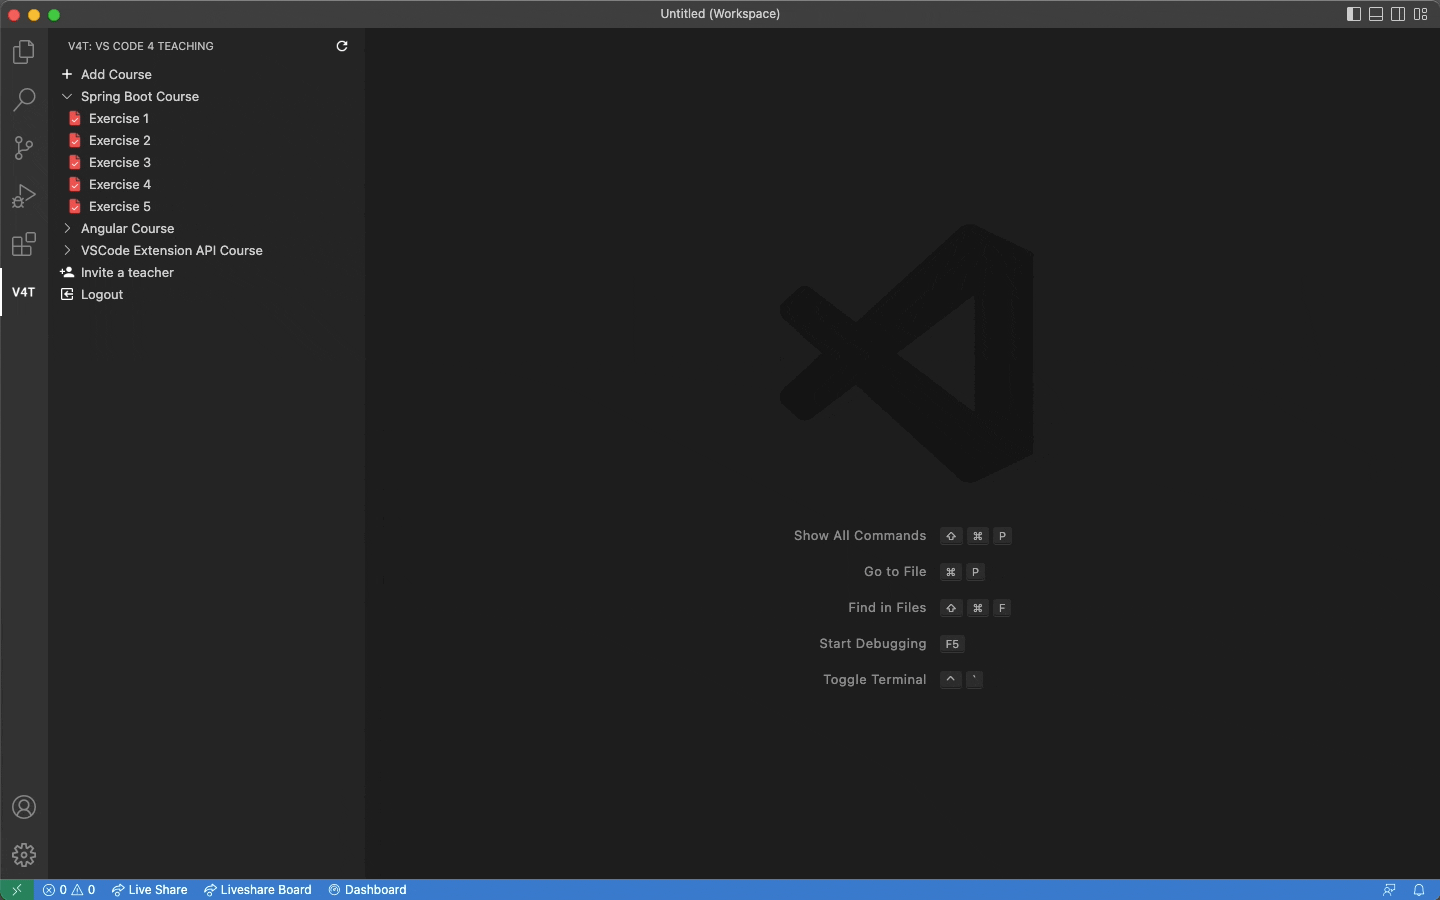 Untitled (Workspace)
V4T: VS CODE 4 TEACHING
Add Course
Spring Boot Course
Exercise 1
Exercise 2
Exercise 3
Exercise 4
Exercise 5
Angular Course
VSCode Extension API Course
Invite a teacher
Logout
V4T
Show All Commands ⇧ ⌘ P
Go to File ⌘ P
Find in Files ⇧ ⌘ F
Start Debugging F5
Toggle Terminal ^ `
0 0 Live Share Liveshare Board Dashboard